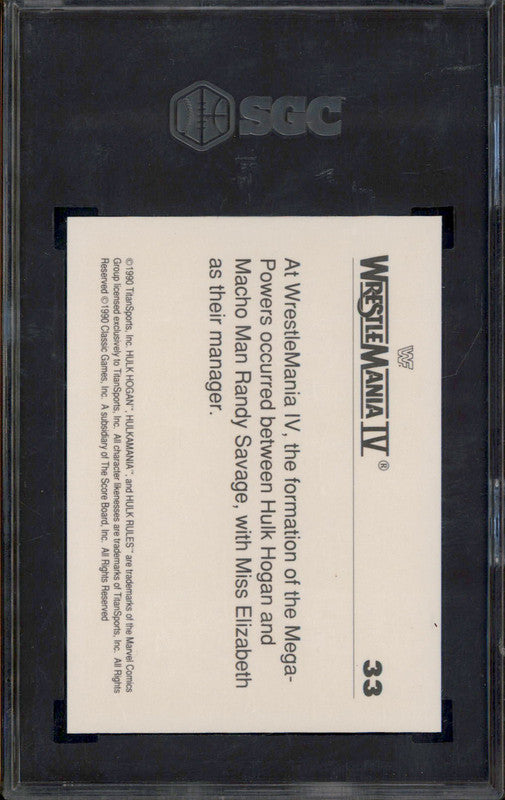 SGC
WF
WRESTLEMANIA IV®
33
At WrestleMania IV, the formation of the Mega-
Powers occurred between Hulk Hogan and
Macho Man Randy Savage, with Miss Elizabeth
as their manager.
©1990 TitanSports, Inc. HULK HOGAN™, HULKAMANIA™, and HULK RULES™ are trademarks of the Marvel Comics
Group licensed exclusively to TitanSports, Inc. All character likenesses are trademarks of TitanSports, Inc. All Rights
Reserved ©1990 Classic Games, Inc. A subsidiary of The Score Board, Inc. All Rights Reserved